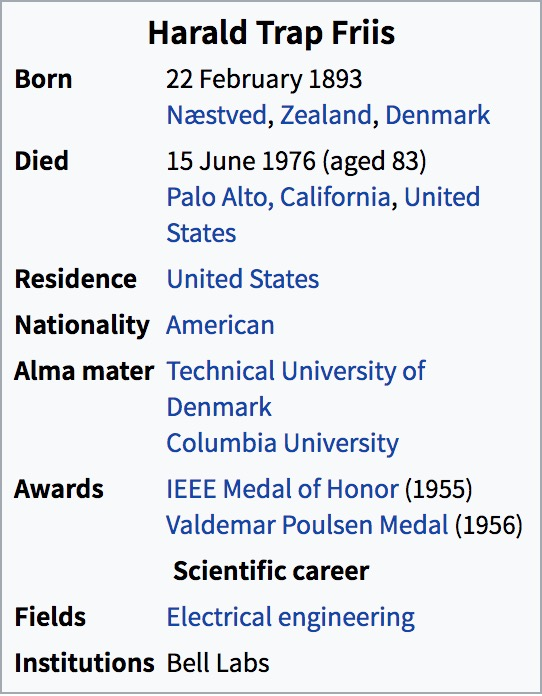 Harald Trap Friis
Born 22 February 1893
Næstved, Zealand, Denmark
Died 15 June 1976 (aged 83)
Palo Alto, California, United
States
Residence United States
Nationality American
Alma mater Technical University of
Denmark
Columbia University
Awards IEEE Medal of Honor (1955)
Valdemar Poulsen Medal (1956)
Scientific career
Fields Electrical engineering
Institutions Bell Labs